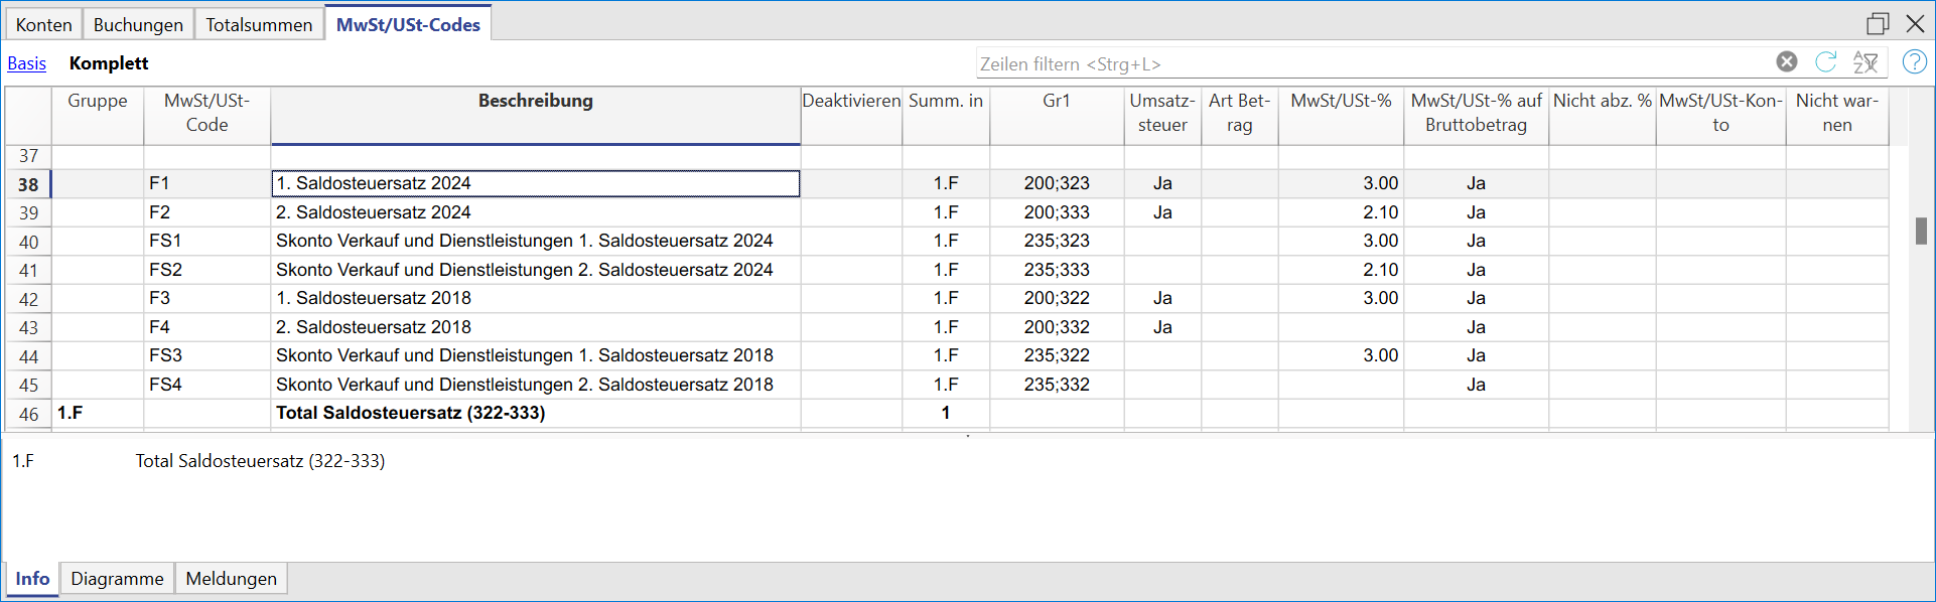 Konten Buchungen Totalsummen MwSt/USt-Codes
Basis Komplett Zeilen filtern <Strg+L>
Gruppe MwSt/USt- Beschreibung Deaktivieren Summ. in Gr1 Umsatz- Art Bet- MwSt/USt-% MwSt/USt-% auf Nicht abz. % MwSt/USt-Kon- Nicht war-
Code steuer rag Bruttobetrag to nen
37
38 F1 1. Saldosteuersatz 2024 1.F 200;323 Ja 3.00 Ja
39 F2 2. Saldosteuersatz 2024 1.F 200;333 Ja 2.10 Ja
40 FS1 Skonto Verkauf und Dienstleistungen 1. Saldosteuersatz 2024 1.F 235;323 3.00 Ja
41 FS2 Skonto Verkauf und Dienstleistungen 2. Saldosteuersatz 2024 1.F 235;333 2.10 Ja
42 F3 1. Saldosteuersatz 2018 1.F 200;322 Ja 3.00 Ja
43 F4 2. Saldosteuersatz 2018 1.F 200;332 Ja Ja
44 FS3 Skonto Verkauf und Dienstleistungen 1. Saldosteuersatz 2018 1.F 235;322 3.00 Ja
45 FS4 Skonto Verkauf und Dienstleistungen 2. Saldosteuersatz 2018 1.F 235;332 Ja
46 1.F Total Saldosteuersatz (322-333) 1
1.F Total Saldosteuersatz (322-333)
Info Diagramme Meldungen